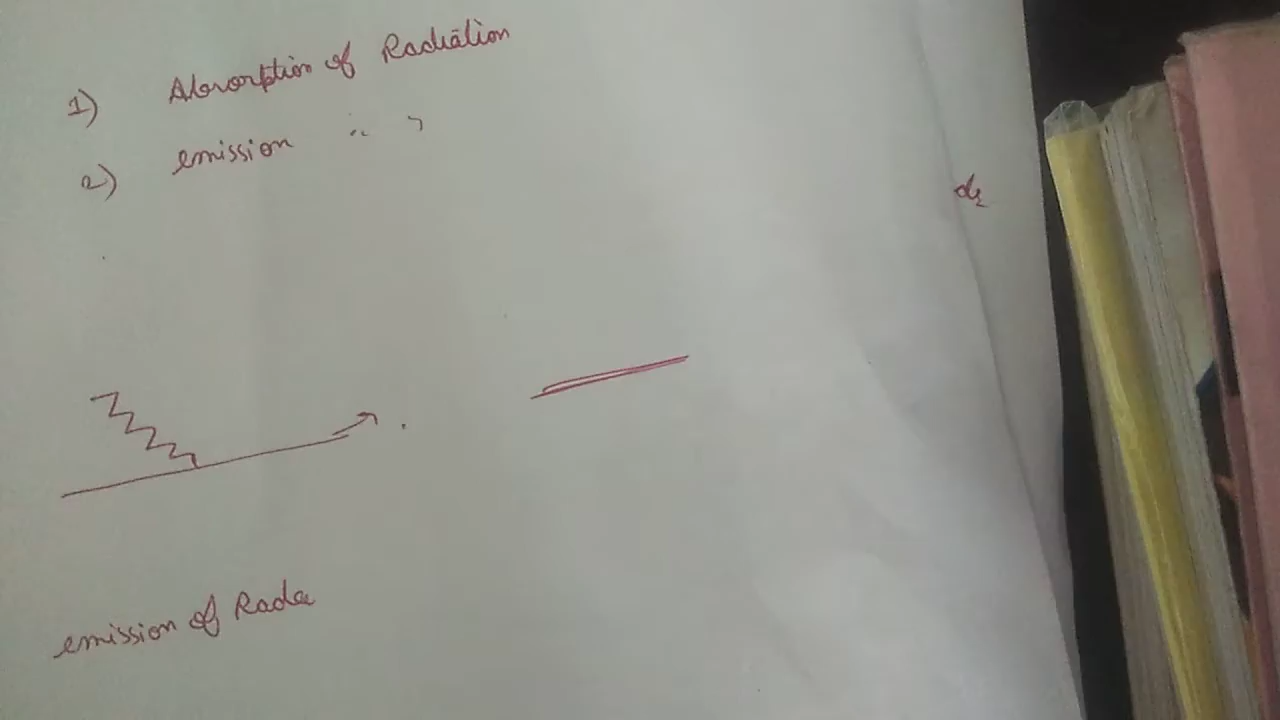 1) Absorption of Radiation
2) emission " "
emission of Rada